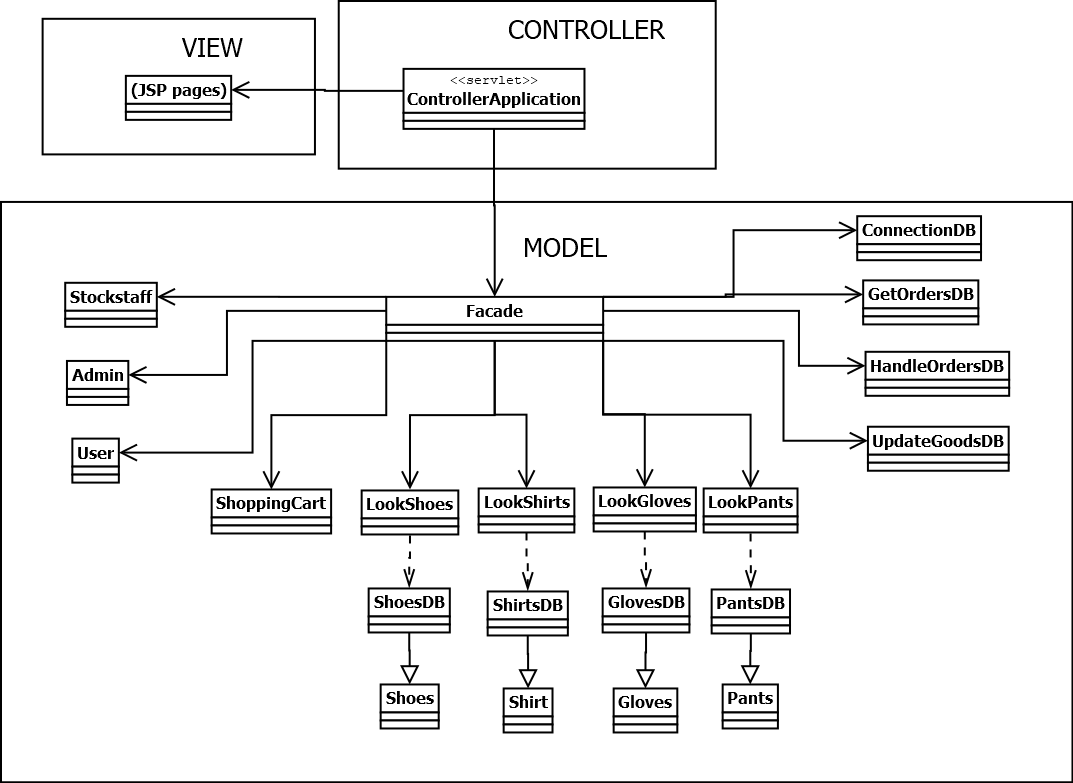 VIEW
(JSP pages)
CONTROLLER
<<servlet>>
ControllerApplication
MODEL
ConnectionDB
Stockstaff
Facade
GetOrdersDB
Admin
HandleOrdersDB
User
UpdateGoodsDB
ShoppingCart
LookShoes
LookShirts
LookGloves
LookPants
ShoesDB
ShirtsDB
GlovesDB
PantsDB
Shoes
Shirt
Gloves
Pants